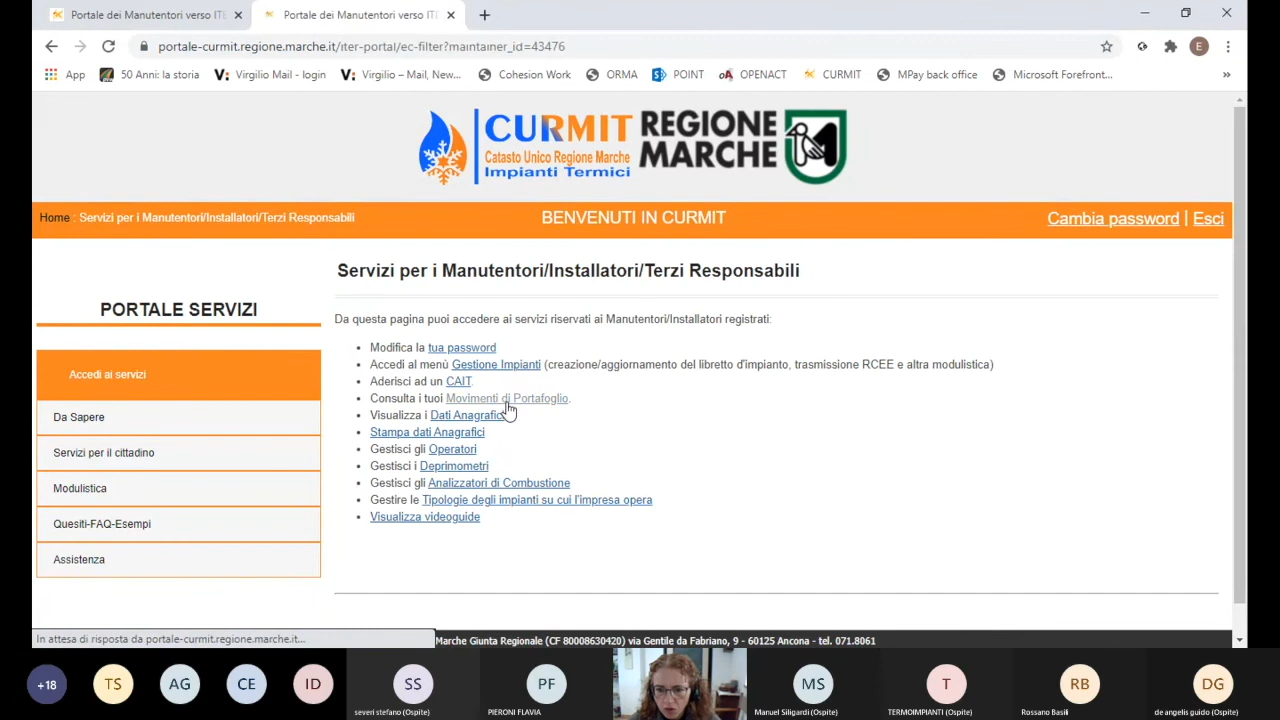 Portale dei Manutentori verso ITE
Portale dei Manutentori verso ITE
portale-curmit.regione.marche.it/iter-portal/ec-filter?maintainer_id=43476
E
App
50 Anni: la storia
Virgilio Mail - login
Virgilio – Mail, New...
Cohesion Work
ORMA
POINT
OPENACT
CURMIT
MPay back office
Microsoft Forefront...
»
CURMIT
Catasto Unico Regione Marche
Impianti Termici
REGIONE
MARCHE
Home : Servizi per i Manutentori/Installatori/Terzi Responsabili
BENVENUTI IN CURMIT
Cambia password | Esci
Servizi per i Manutentori/Installatori/Terzi Responsabili
PORTALE SERVIZI
Accedi ai servizi
Da Sapere
Servizi per il cittadino
Modulistica
Quesiti-FAQ-Esempi
Assistenza
Da questa pagina puoi accedere ai servizi riservati ai Manutentori/Installatori registrati:
Modifica la tua password
Accedi al menù Gestione Impianti (creazione/aggiornamento del libretto d'impianto, trasmissione RCEE e altra modulistica)
Aderisci ad un CAIT.
Consulta i tuoi Movimenti di Portafoglio.
Visualizza i Dati Anagrafici
Stampa dati Anagrafici
Gestisci gli Operatori
Gestisci i Deprimometri
Gestisci gli Analizzatori di Combustione
Gestire le Tipologie degli impianti su cui l'impresa opera
Visualizza videoguide
In attesa di risposta da portale-curmit.regione.marche.it...
Marche Giunta Regionale (CF 80008630420) via Gentile da Fabriano, 9 - 60125 Ancona - tel. 071.8061
+18
TS
AG
CE
ID
SS
severi stefano (Ospite)
PF
PIERONI FLAVIA
MS
Manuel Siligardi (Ospite)
T
TERMOIMPIANTI (Ospite)
RB
Rossano Basili
DG
de angelis guido (Ospite)